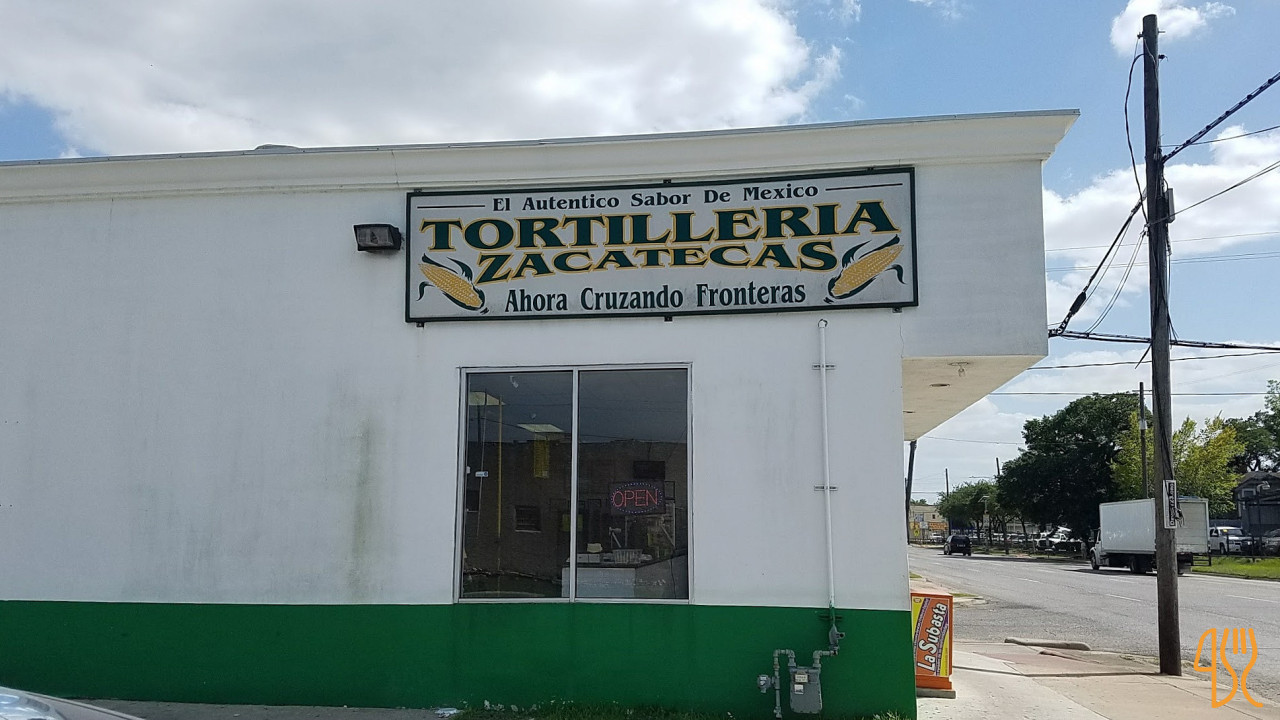 El Autentico Sabor De Mexico
TORTILLERIA
ZACATECAS
Ahora Cruzando Fronteras
OPEN
La Subasta